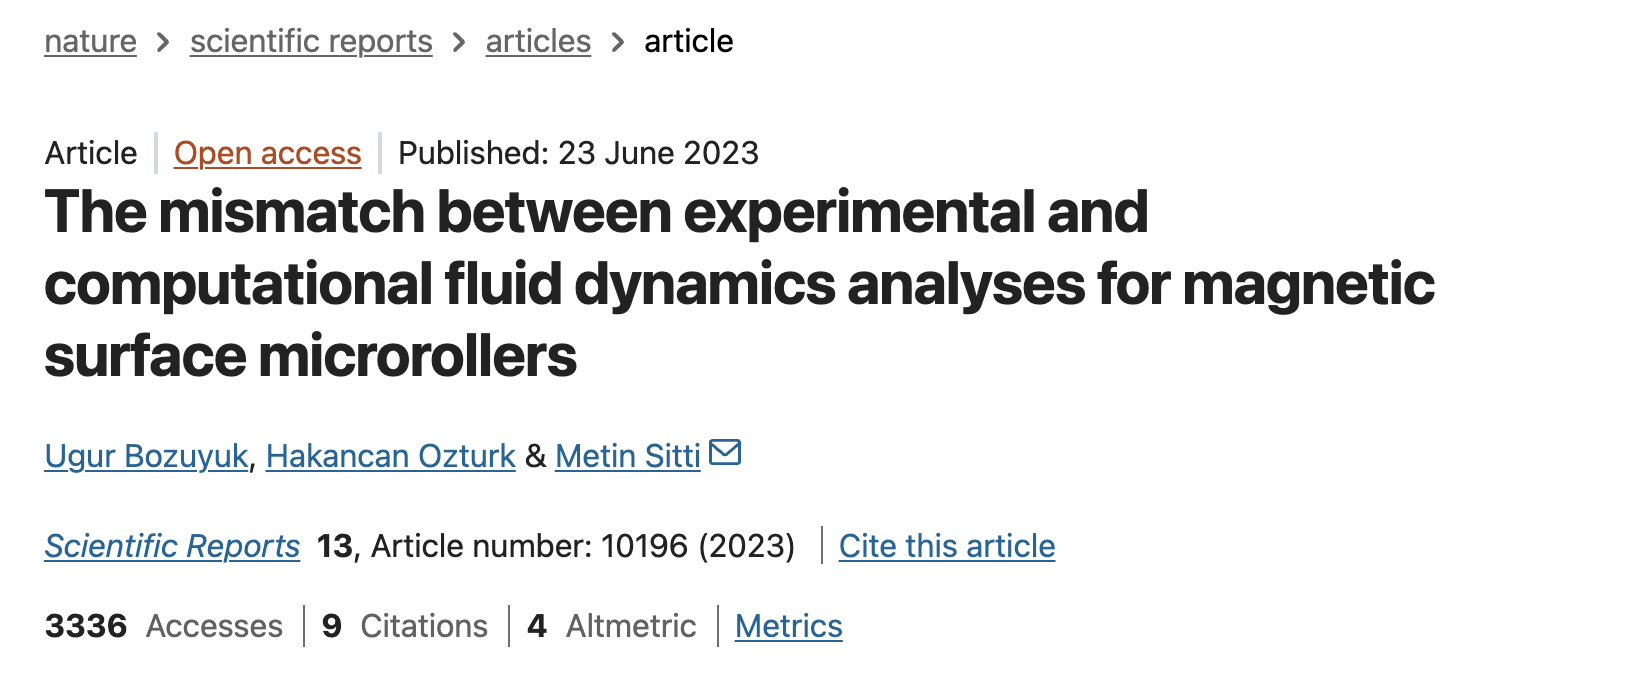 nature > scientific reports > articles > article
Article | Open access | Published: 23 June 2023
The mismatch between experimental and
computational fluid dynamics analyses for magnetic
surface microrollers
Ugur Bozuyuk, Hakancan Ozturk & Metin Sitti
Scientific Reports 13, Article number: 10196 (2023) | Cite this article
3336 Accesses | 9 Citations | 4 Altmetric | Metrics